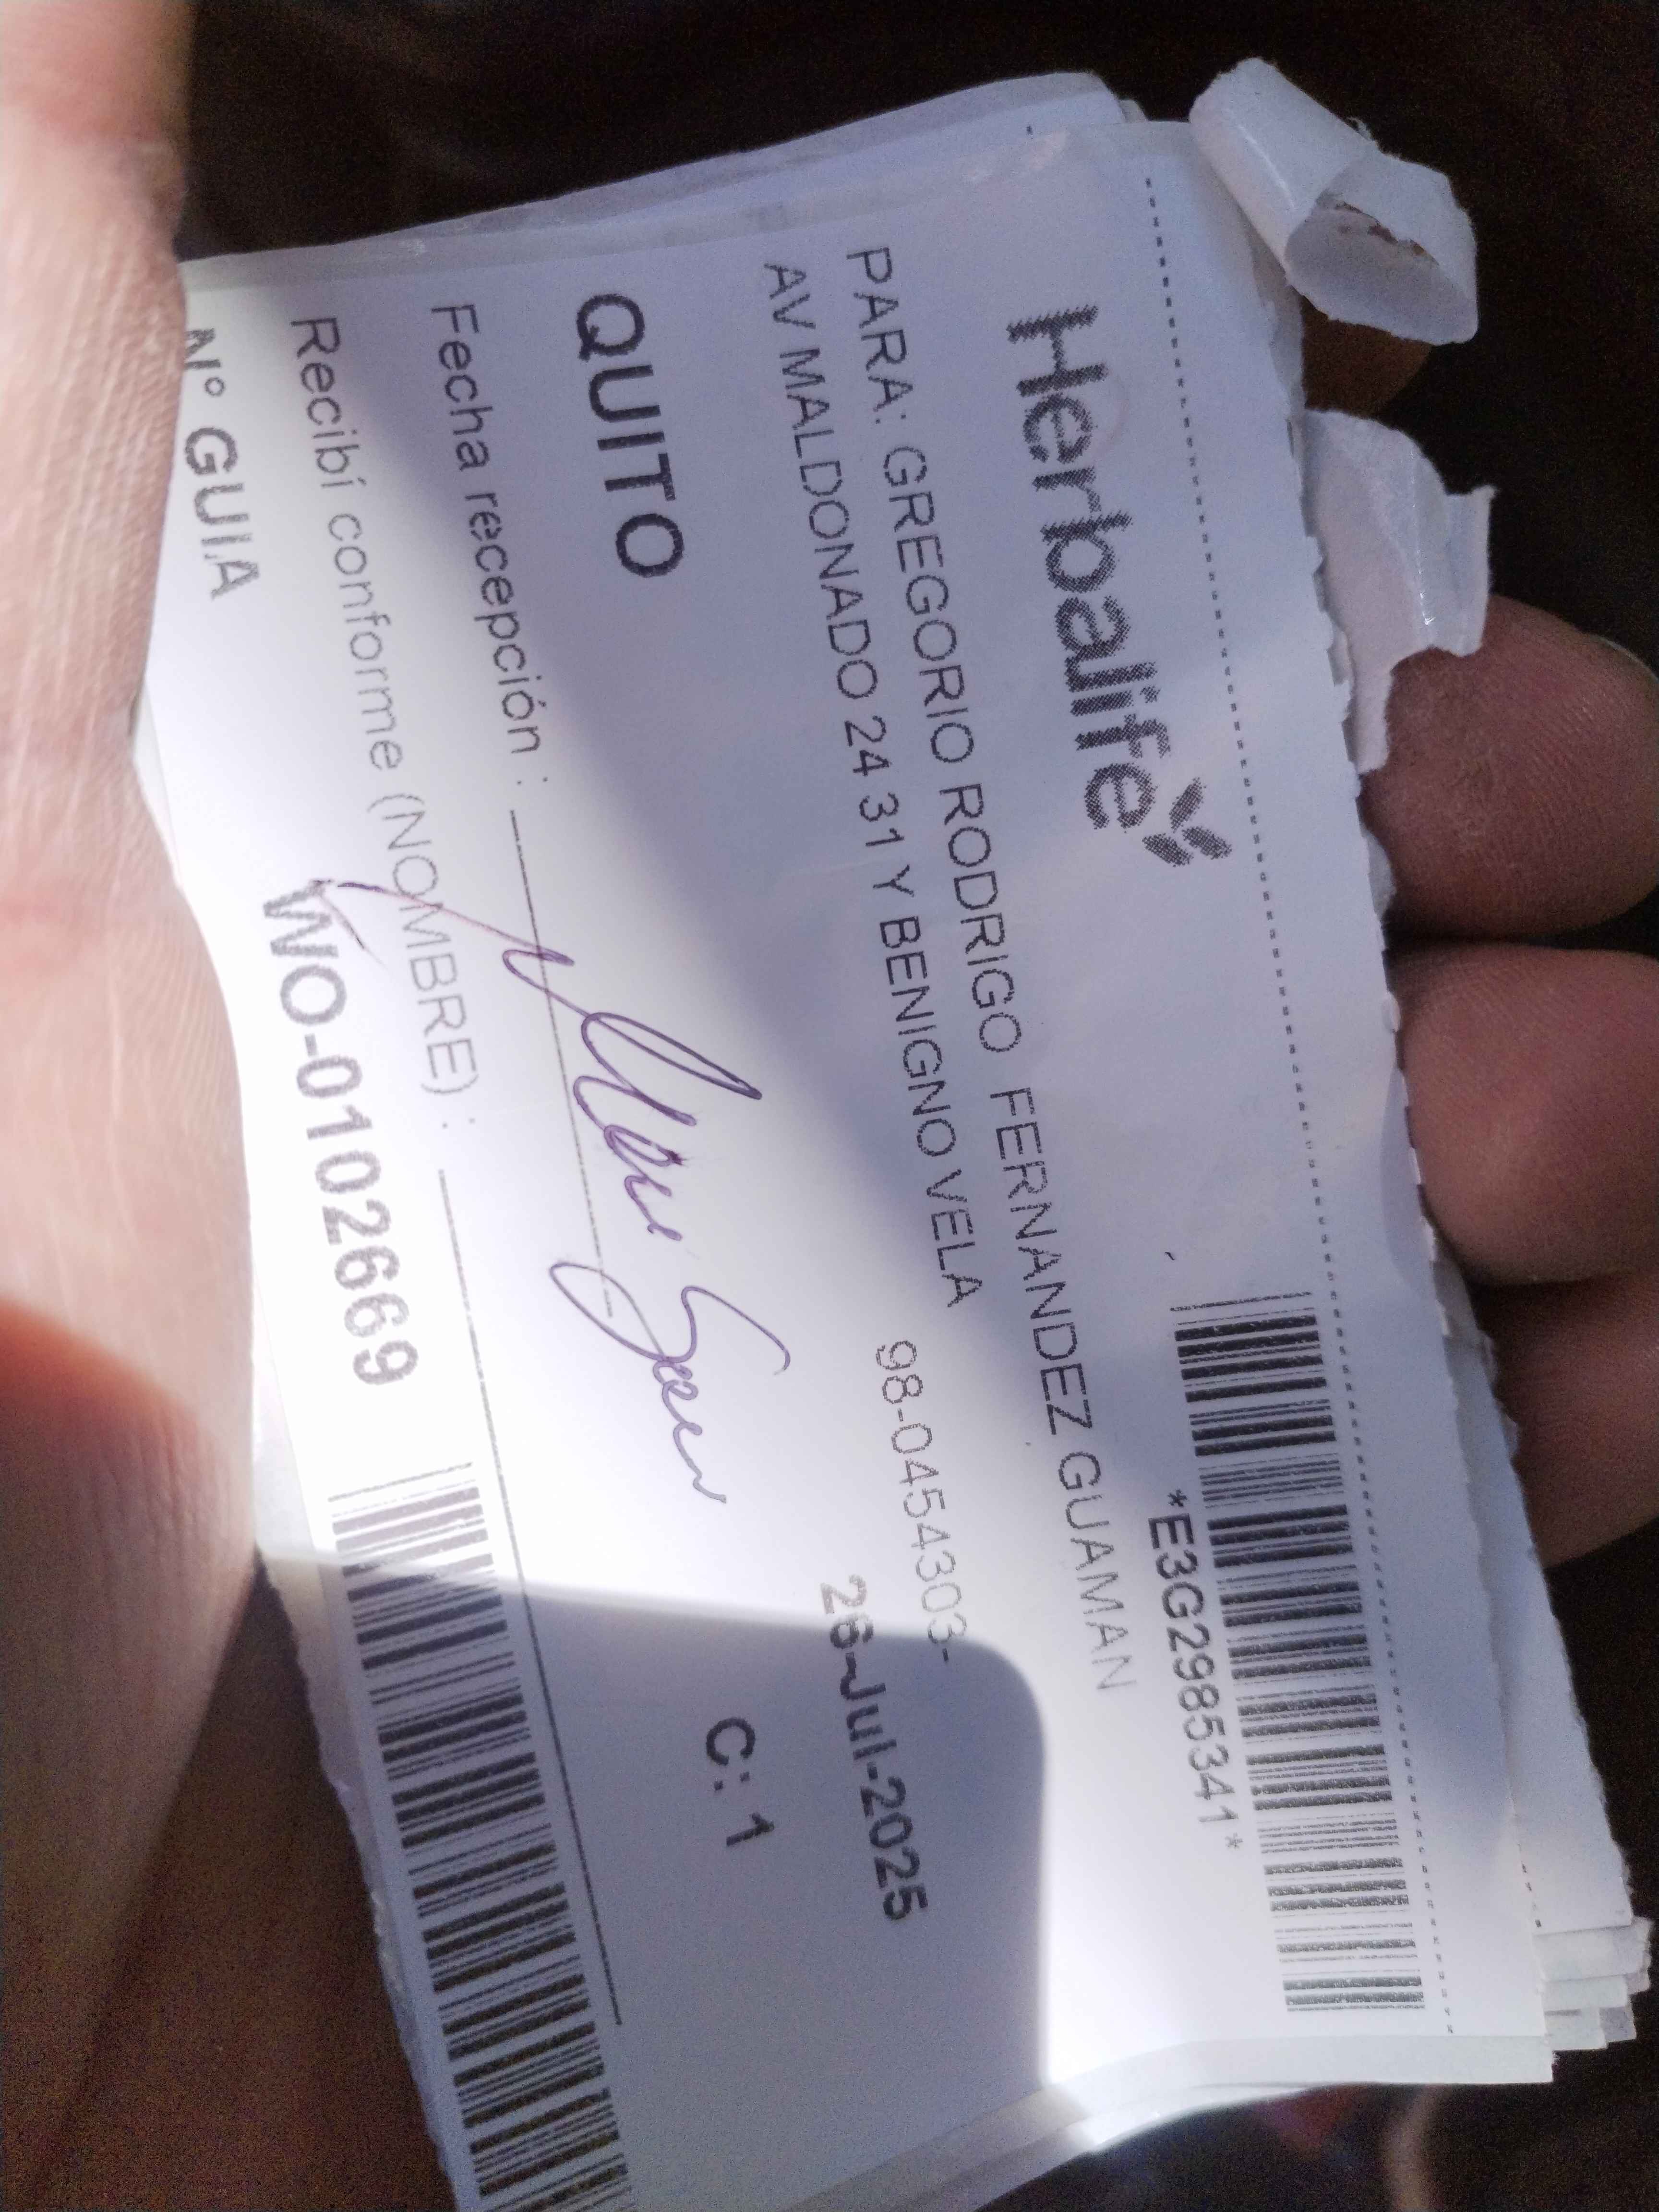 Herbalife
*E3G2985341*
PARA: GREGORIO RODRIGO FERNANDEZ GUAMAN
AV MALDONADO 24 31 Y BENIGNO VELA
98-0454303-
26-Jul-2025
QUITO
C: 1
Fecha recepción :
Recibí conforme (NOMBRE) :
N° GUIA
WWO-0102669